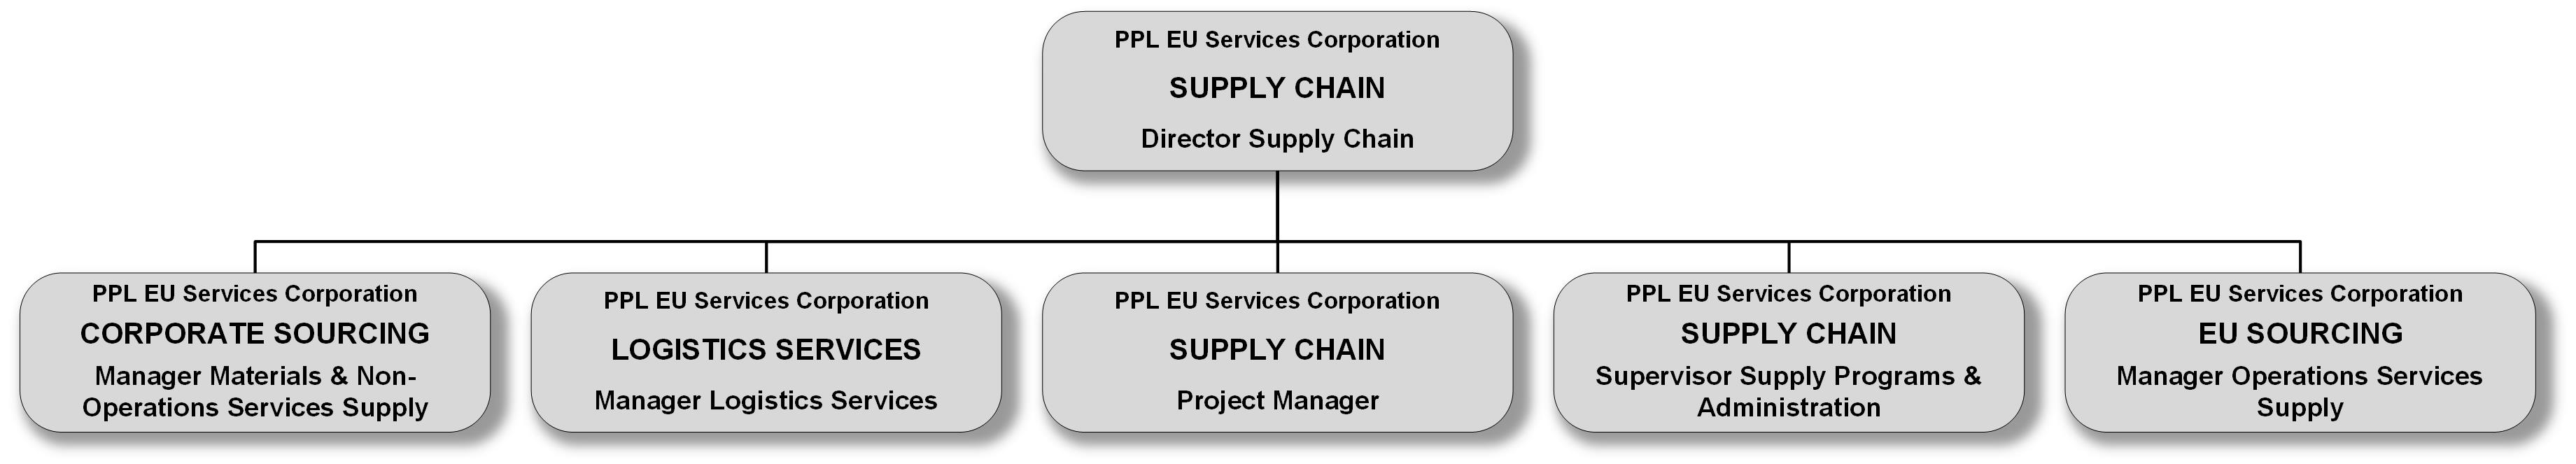 PPL EU Services Corporation
SUPPLY CHAIN
Director Supply Chain
PPL EU Services Corporation
CORPORATE SOURCING
Manager Materials & Non-
Operations Services Supply
PPL EU Services Corporation
LOGISTICS SERVICES
Manager Logistics Services
PPL EU Services Corporation
SUPPLY CHAIN
Project Manager
PPL EU Services Corporation
SUPPLY CHAIN
Supervisor Supply Programs &
Administration
PPL EU Services Corporation
EU SOURCING
Manager Operations Services
Supply